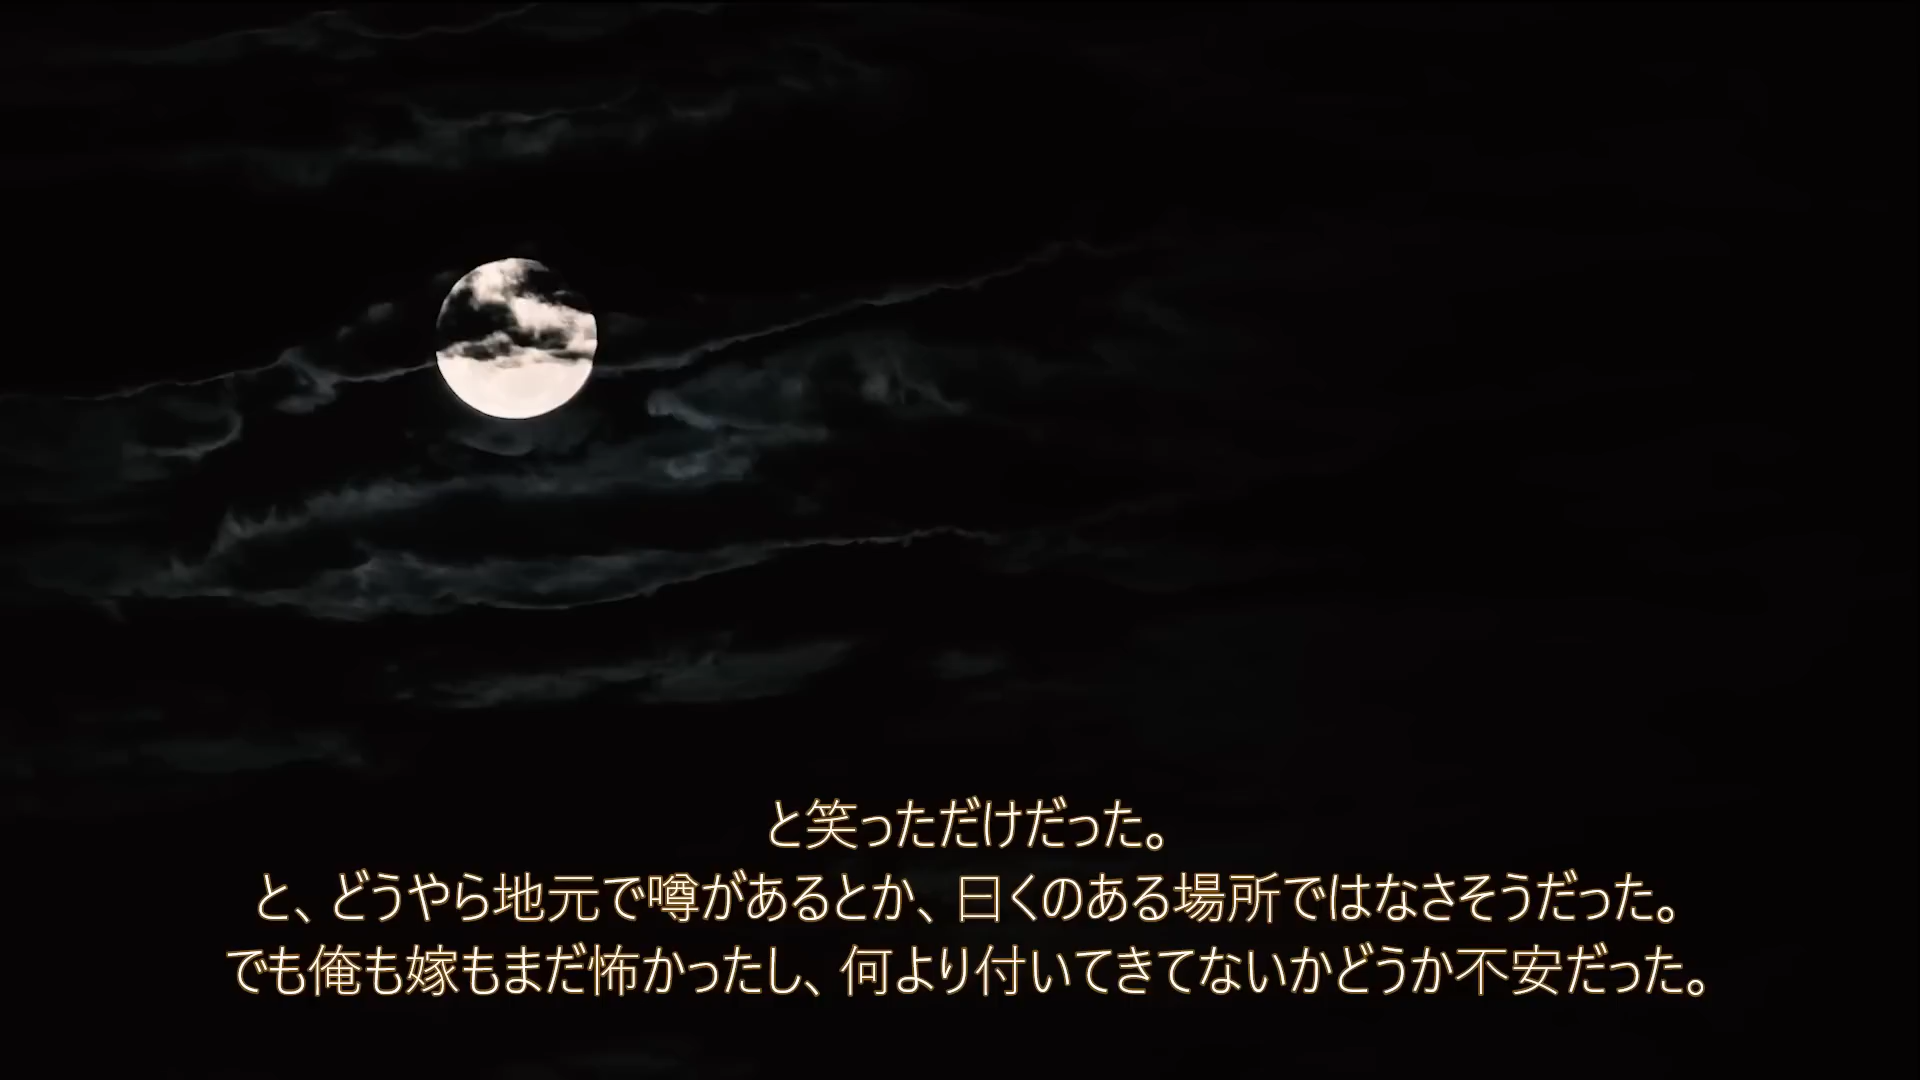 と笑っただけだった。
と、どうやら地元で噂があるとか、曰くのある場所ではなさそうだった。
でも俺も嫁もまだ怖かったし、何より付いてきてないかどうか不安だった。